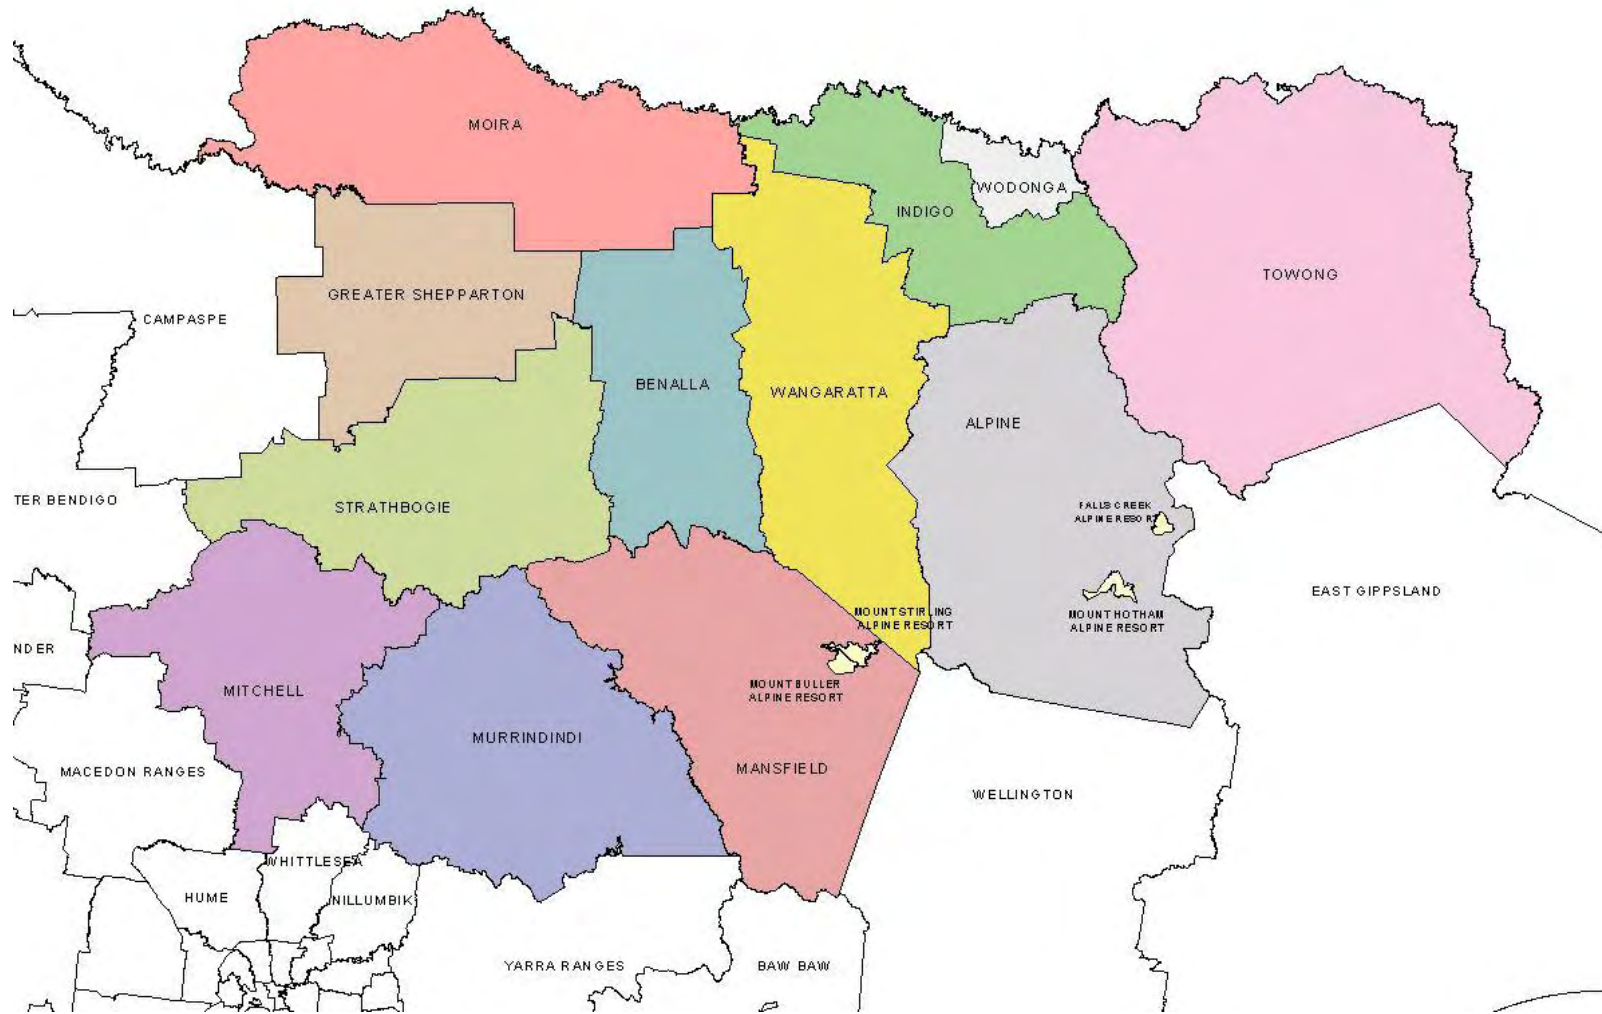 MOIRA
WODONGA
INDIGO
TOWONG
GREATER SHEPPARTON
CAMPASPE
BENALLA
WANGARATTA
ALPINE
TER BENDIGO
STRATHBOGIE
FALLS CREEK
ALPINE RESORT
EAST GIPPSLAND
MOUNT STIRLING
ALPINE RESORT
MOUNT HOTHAM
ALPINE RESORT
NDER
MITCHELL
MOUNT BULLER
ALPINE RESORT
MURRINDINDI
MACEDON RANGES
MANSFIELD
WELLINGTON
WHITTLESEA
HUME
NILLUMBIK
YARRA RANGES
BAW BAW